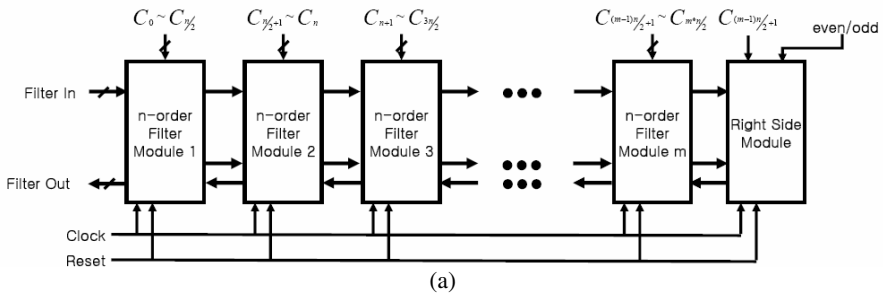 C₀ ~ Cₙ⁄₂ Cₙ⁄₂₊₁ ~ Cₙ Cₙ₊₁ ~ C₃ₙ⁄₂ C₍ₘ₋₁₎ₙ⁄₂₊₁ ~ Cₘ*ₙ⁄₂ C₍ₘ₋₁₎ₙ⁄₂₊₁ even/odd
Filter In
Filter Out
n-order
Filter
Module 1
n-order
Filter
Module 2
n-order
Filter
Module 3
n-order
Filter
Module m
Right Side
Module
Clock
Reset
(a)